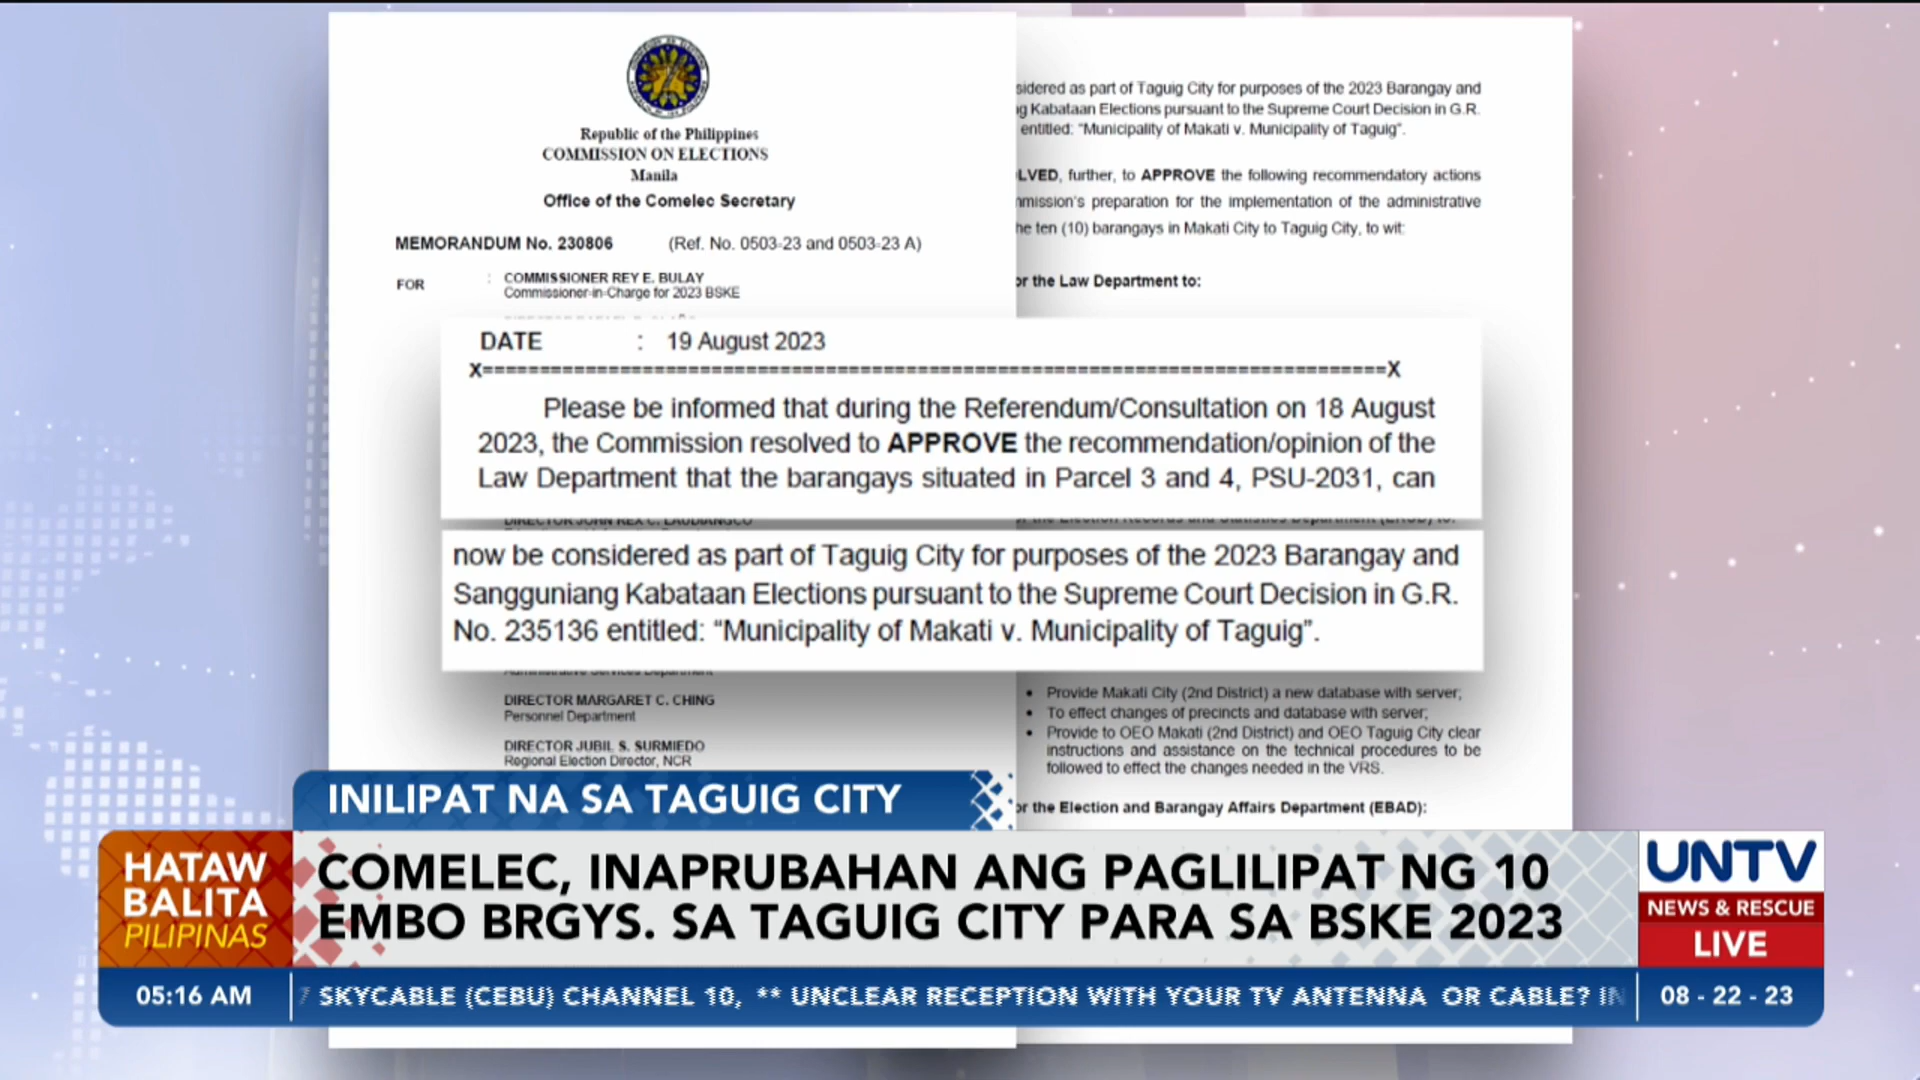 Republic of the Philippines
COMMISSION ON ELECTIONS
Manila
Office of the Comelec Secretary
MEMORANDUM No. 230806 (Ref. No. 0503-23 and 0503-23 A)
FOR : COMMISSIONER REY E. BULAY
Commissioner-in-Charge for 2023 BSKE
sidered as part of Taguig City for purposes of the 2023 Barangay and
g Kabataan Elections pursuant to the Supreme Court Decision in G.R.
entitled: "Municipality of Makati v. Municipality of Taguig".
LVED, further, to APPROVE the following recommendatory actions
mmission's preparation for the implementation of the administrative
he ten (10) barangays in Makati City to Taguig City, to wit:
or the Law Department to:
DATE : 19 August 2023
X==========================================================================X
Please be informed that during the Referendum/Consultation on 18 August
2023, the Commission resolved to APPROVE the recommendation/opinion of the
Law Department that the barangays situated in Parcel 3 and 4, PSU-2031, can
now be considered as part of Taguig City for purposes of the 2023 Barangay and
Sangguniang Kabataan Elections pursuant to the Supreme Court Decision in G.R.
No. 235136 entitled: "Municipality of Makati v. Municipality of Taguig".
DIRECTOR MARGARET C. CHING
Personnel Department
DIRECTOR JUBIL S. SURMIEDO
Regional Election Director, NCR
• Provide Makati City (2nd District) a new database with server;
• To effect changes of precincts and database with server;
• Provide to OEO Makati (2nd District) and OEO Taguig City clear
instructions and assistance on the technical procedures to be
followed to effect the changes needed in the VRS.
or the Election and Barangay Affairs Department (EBAD):
INILIPAT NA SA TAGUIG CITY
HATAW
BALITA
PILIPINAS
COMELEC, INAPRUBAHAN ANG PAGLILIPAT NG 10
EMBO BRGYS. SA TAGUIG CITY PARA SA BSKE 2023
UNTV
NEWS & RESCUE
LIVE
05:16 AM
SKYCABLE (CEBU) CHANNEL 10, ** UNCLEAR RECEPTION WITH YOUR TV ANTENNA OR CABLE? IN
08 - 22 - 23